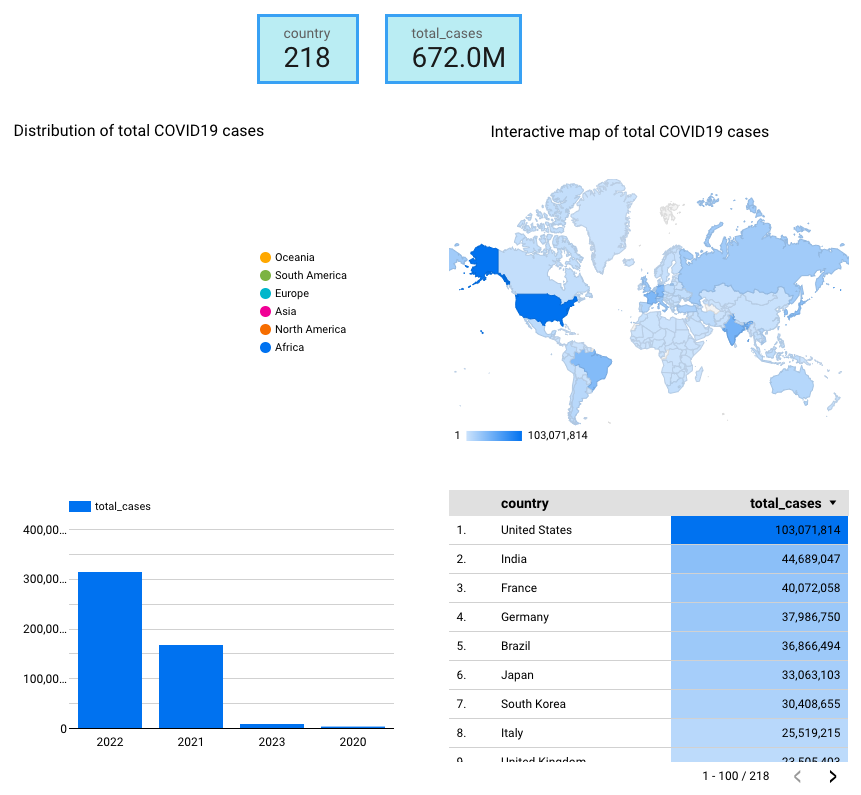 country
218
total_cases
672.0M
Distribution of total COVID19 cases
Interactive map of total COVID19 cases
Oceania
South America
Europe
Asia
North America
Africa
1
103,071,814
total_cases
400,00...
300,00...
200,00...
100,00...
0
2022
2021
2023
2020
country total_cases
1. United States 103,071,814
2. India 44,689,047
3. France 40,072,058
4. Germany 37,986,750
5. Brazil 36,866,494
6. Japan 33,063,103
7. South Korea 30,408,655
8. Italy 25,519,215
United Kingdom
1 - 100 / 218